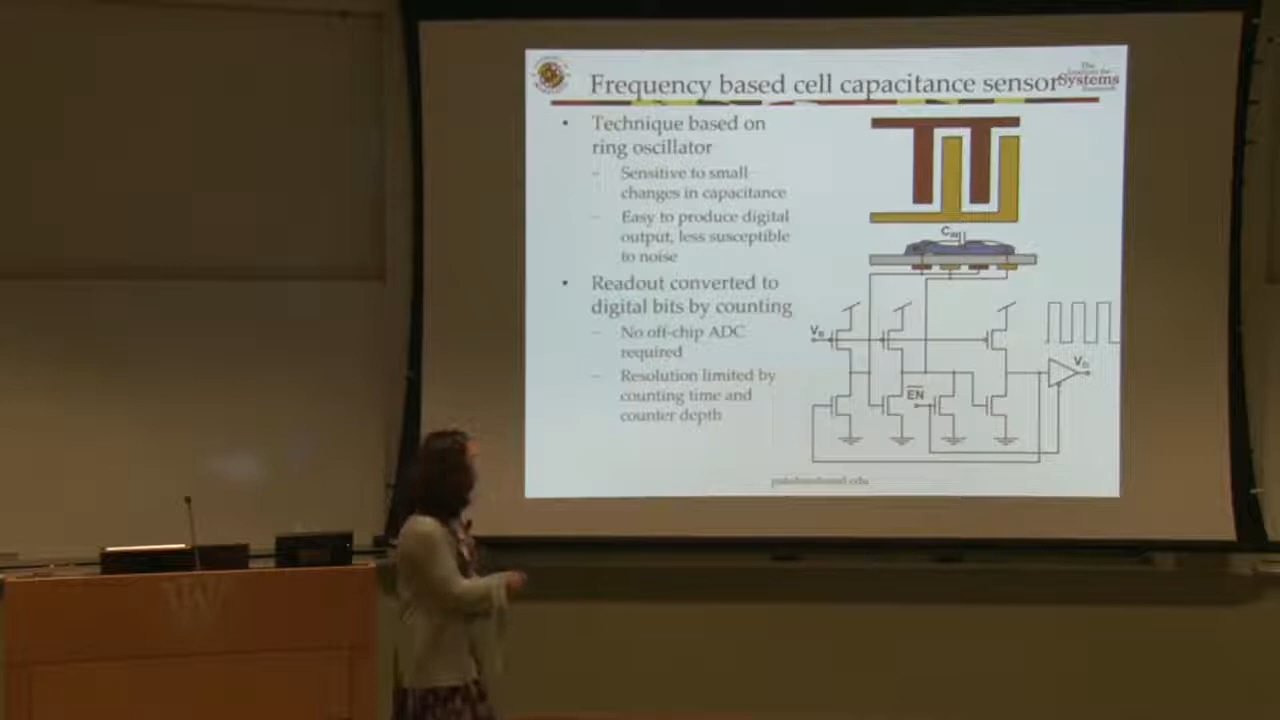 Frequency based cell capacitance sensor
The
Systems
• Technique based on
ring oscillator
– Sensitive to small
changes in capacitance
– Easy to produce digital
output, less susceptible
to noise
• Readout converted to
digital bits by counting
– No off-chip ADC
required
– Resolution limited by
counting time and
counter depth
EN
W